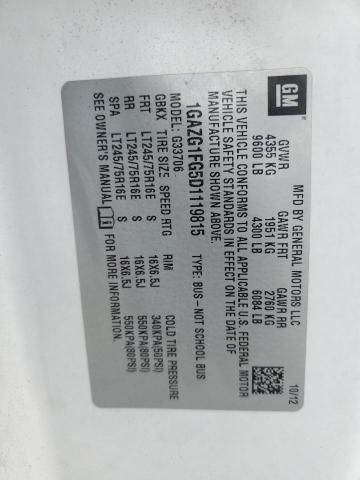 GM
MFD BY GENERAL MOTORS LLC
10/12
GVWR GAWR FRT GAWR RR
4355 KG 1951 KG 2760 KG
9600 LB 4300 LB 6084 LB
THIS VEHICLE CONFORMS TO ALL APPLICABLE U.S. FEDERAL MOTOR
VEHICLE SAFETY STANDARDS IN EFFECT ON THE DATE OF
MANUFACTURE SHOWN ABOVE.
1GAZG1FG5D1119815 TYPE: BUS-NOT SCHOOL BUS
MODEL: G33706
GBKX TIRE SIZE SPEED RTG RIM COLD TIRE PRESSURE
FRT LT245/75R16E S 16X6.5J 340KPA(50PSI)
RR LT245/75R16E S 16X6.5J 550KPA(80PSI)
SPA LT245/75R16E S 16X6.5J 550KPA(80PSI)
SEE OWNER'S MANUAL FOR MORE INFORMATION.